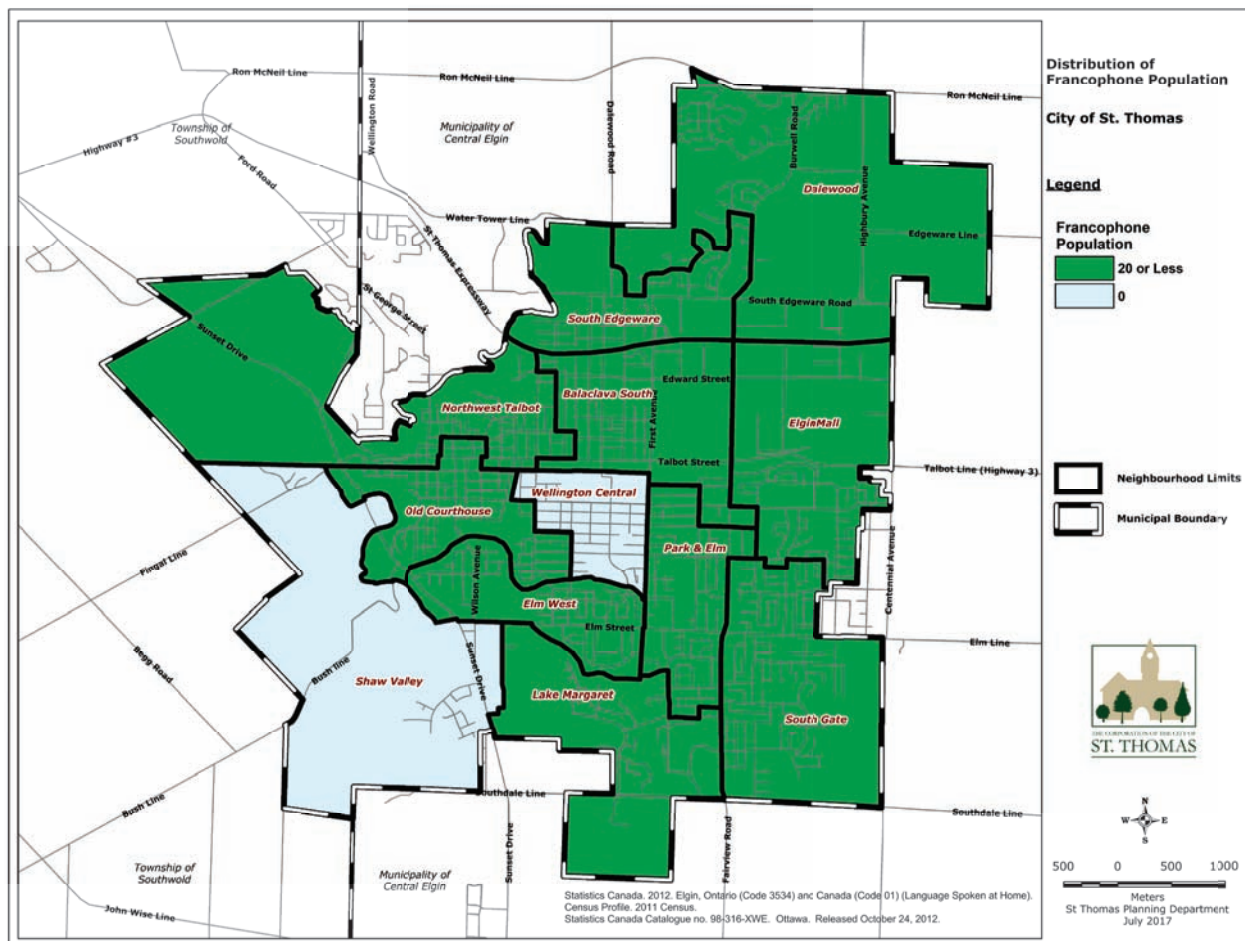 Distribution of
Francophone Population
City of St. Thomas
Legend
Francophone
Population
20 or Less
0
Neighbourhood Limits
Municipal Boundary
THE CORPORATION OF THE CITY OF
ST. THOMAS
N
W
E
S
500 0 500 1000
Meters
St Thomas Planning Department
July 2017
Ron McNeil Line
Ron McNeil Line
Ron McNeil Line
Wellington Road
Dalewood Road
Burwell Road
Township of
Southwold
Municipality of
Central Elgin
Highway #3
Ford Road
Dalewood
Highbury Avenue
Water Tower Line
St Thomas Expressway
Edgeware Line
St George Street
South Edgeware Road
South Edgeware
Sunset Drive
Edward Street
Balaclava South
Northwest Talbot
First Avenue
ElginMall
Talbot Street
Talbot Line (Highway 3)
Wellington Central
Old Courthouse
Park & Elm
Fingal Line
Wilson Avenue
Centennial Avenue
Elm West
Elm Street
Elm Line
Begg Road
Bush line
Shaw Valley
Sunset Drive
Lake Margaret
South Gate
Bush Line
Southdale Line
Southdale Line
Sunset Drive
Fairview Road
Township of
Southwold
Municipality of
Central Elgin
John Wise Line
Statistics Canada. 2012. Elgin, Ontario (Code 3534) and Canada (Code 01) (Language Spoken at Home).
Census Profile. 2011 Census.
Statistics Canada Catalogue no. 98-316-XWE. Ottawa. Released October 24, 2012.